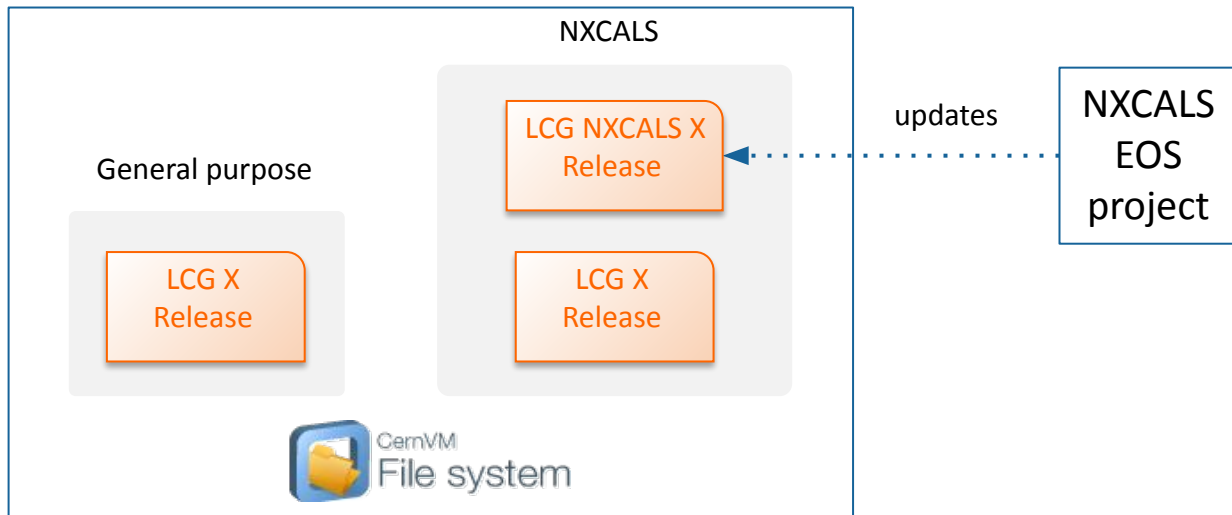 NXCALS
LCG NXCALS X
Release
updates
NXCALS
EOS
project
General purpose
LCG X
Release
LCG X
Release
CernVM
File system